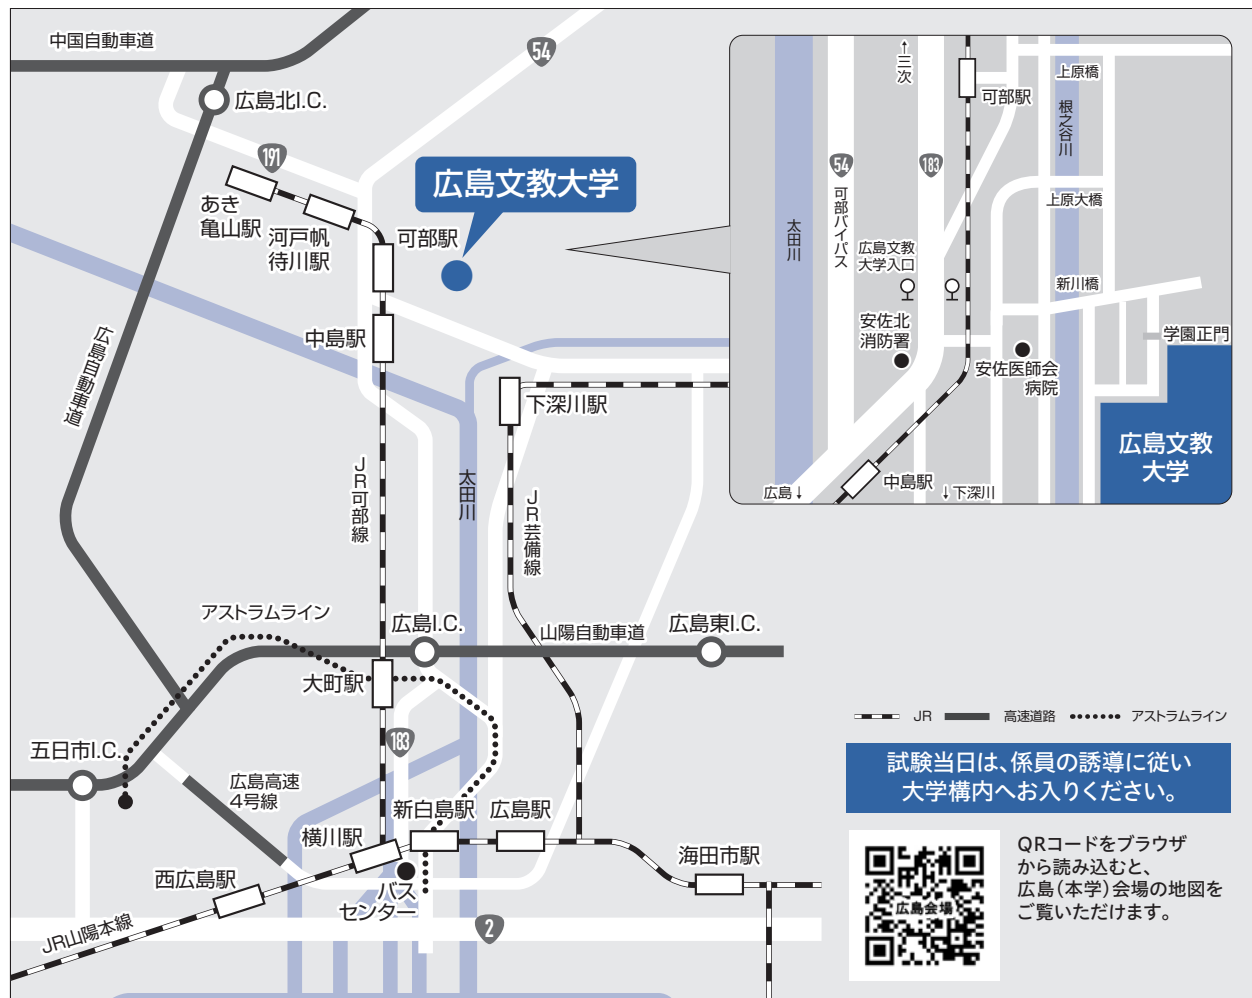 中国自動車道
54
広島北I.C.
191
広島文教大学
あき
亀山駅
河戸帆
待川駅
可部駅
中島駅
広島自動車道
下深川駅
JR可部線
太田川
JR芸備線
アストラムライン
広島I.C.
山陽自動車道
広島東I.C.
大町駅
183
五日市I.C.
広島高速
4号線
新白島駅
広島駅
横川駅
海田市駅
西広島駅
バス
センター
JR山陽本線
2
↑三次
上原橋
可部駅
根之谷川
54
183
可部バイパス
上原大橋
太田川
広島文教
大学入口
新川橋
安佐北
消防署
学園正門
安佐医師会
病院
広島文教
大学
中島駅
広島↓
↓下深川
JR
高速道路
アストラムライン
試験当日は、係員の誘導に従い
大学構内へお入りください。
広島会場
QRコードをブラウザ
から読み込むと、
広島(本学)会場の地図を
ご覧いただけます。